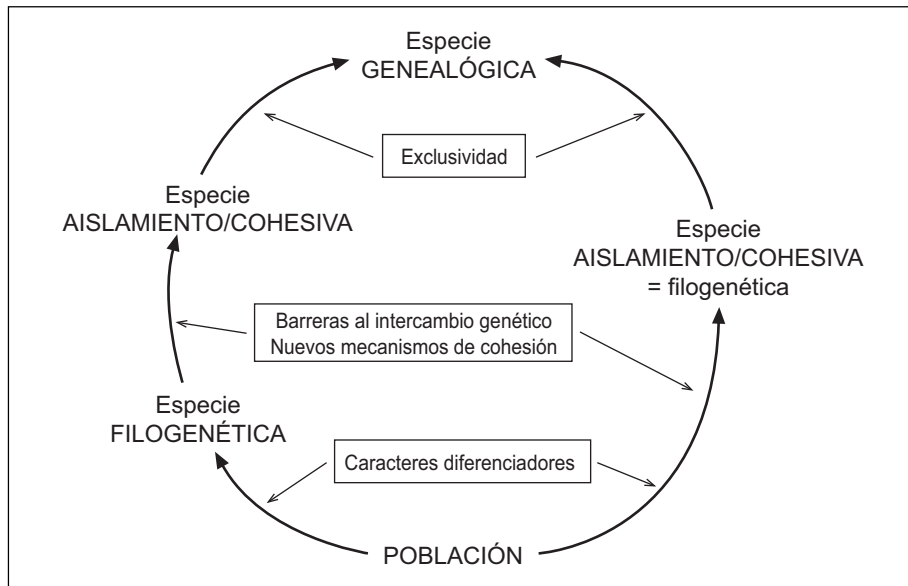 Especie
GENEALÓGICA
Exclusividad
Especie
AISLAMIENTO/COHESIVA
Especie
AISLAMIENTO/COHESIVA
= filogenética
Barreras al intercambio genético
Nuevos mecanismos de cohesión
Especie
FILOGENÉTICA
Caracteres diferenciadores
POBLACIÓN